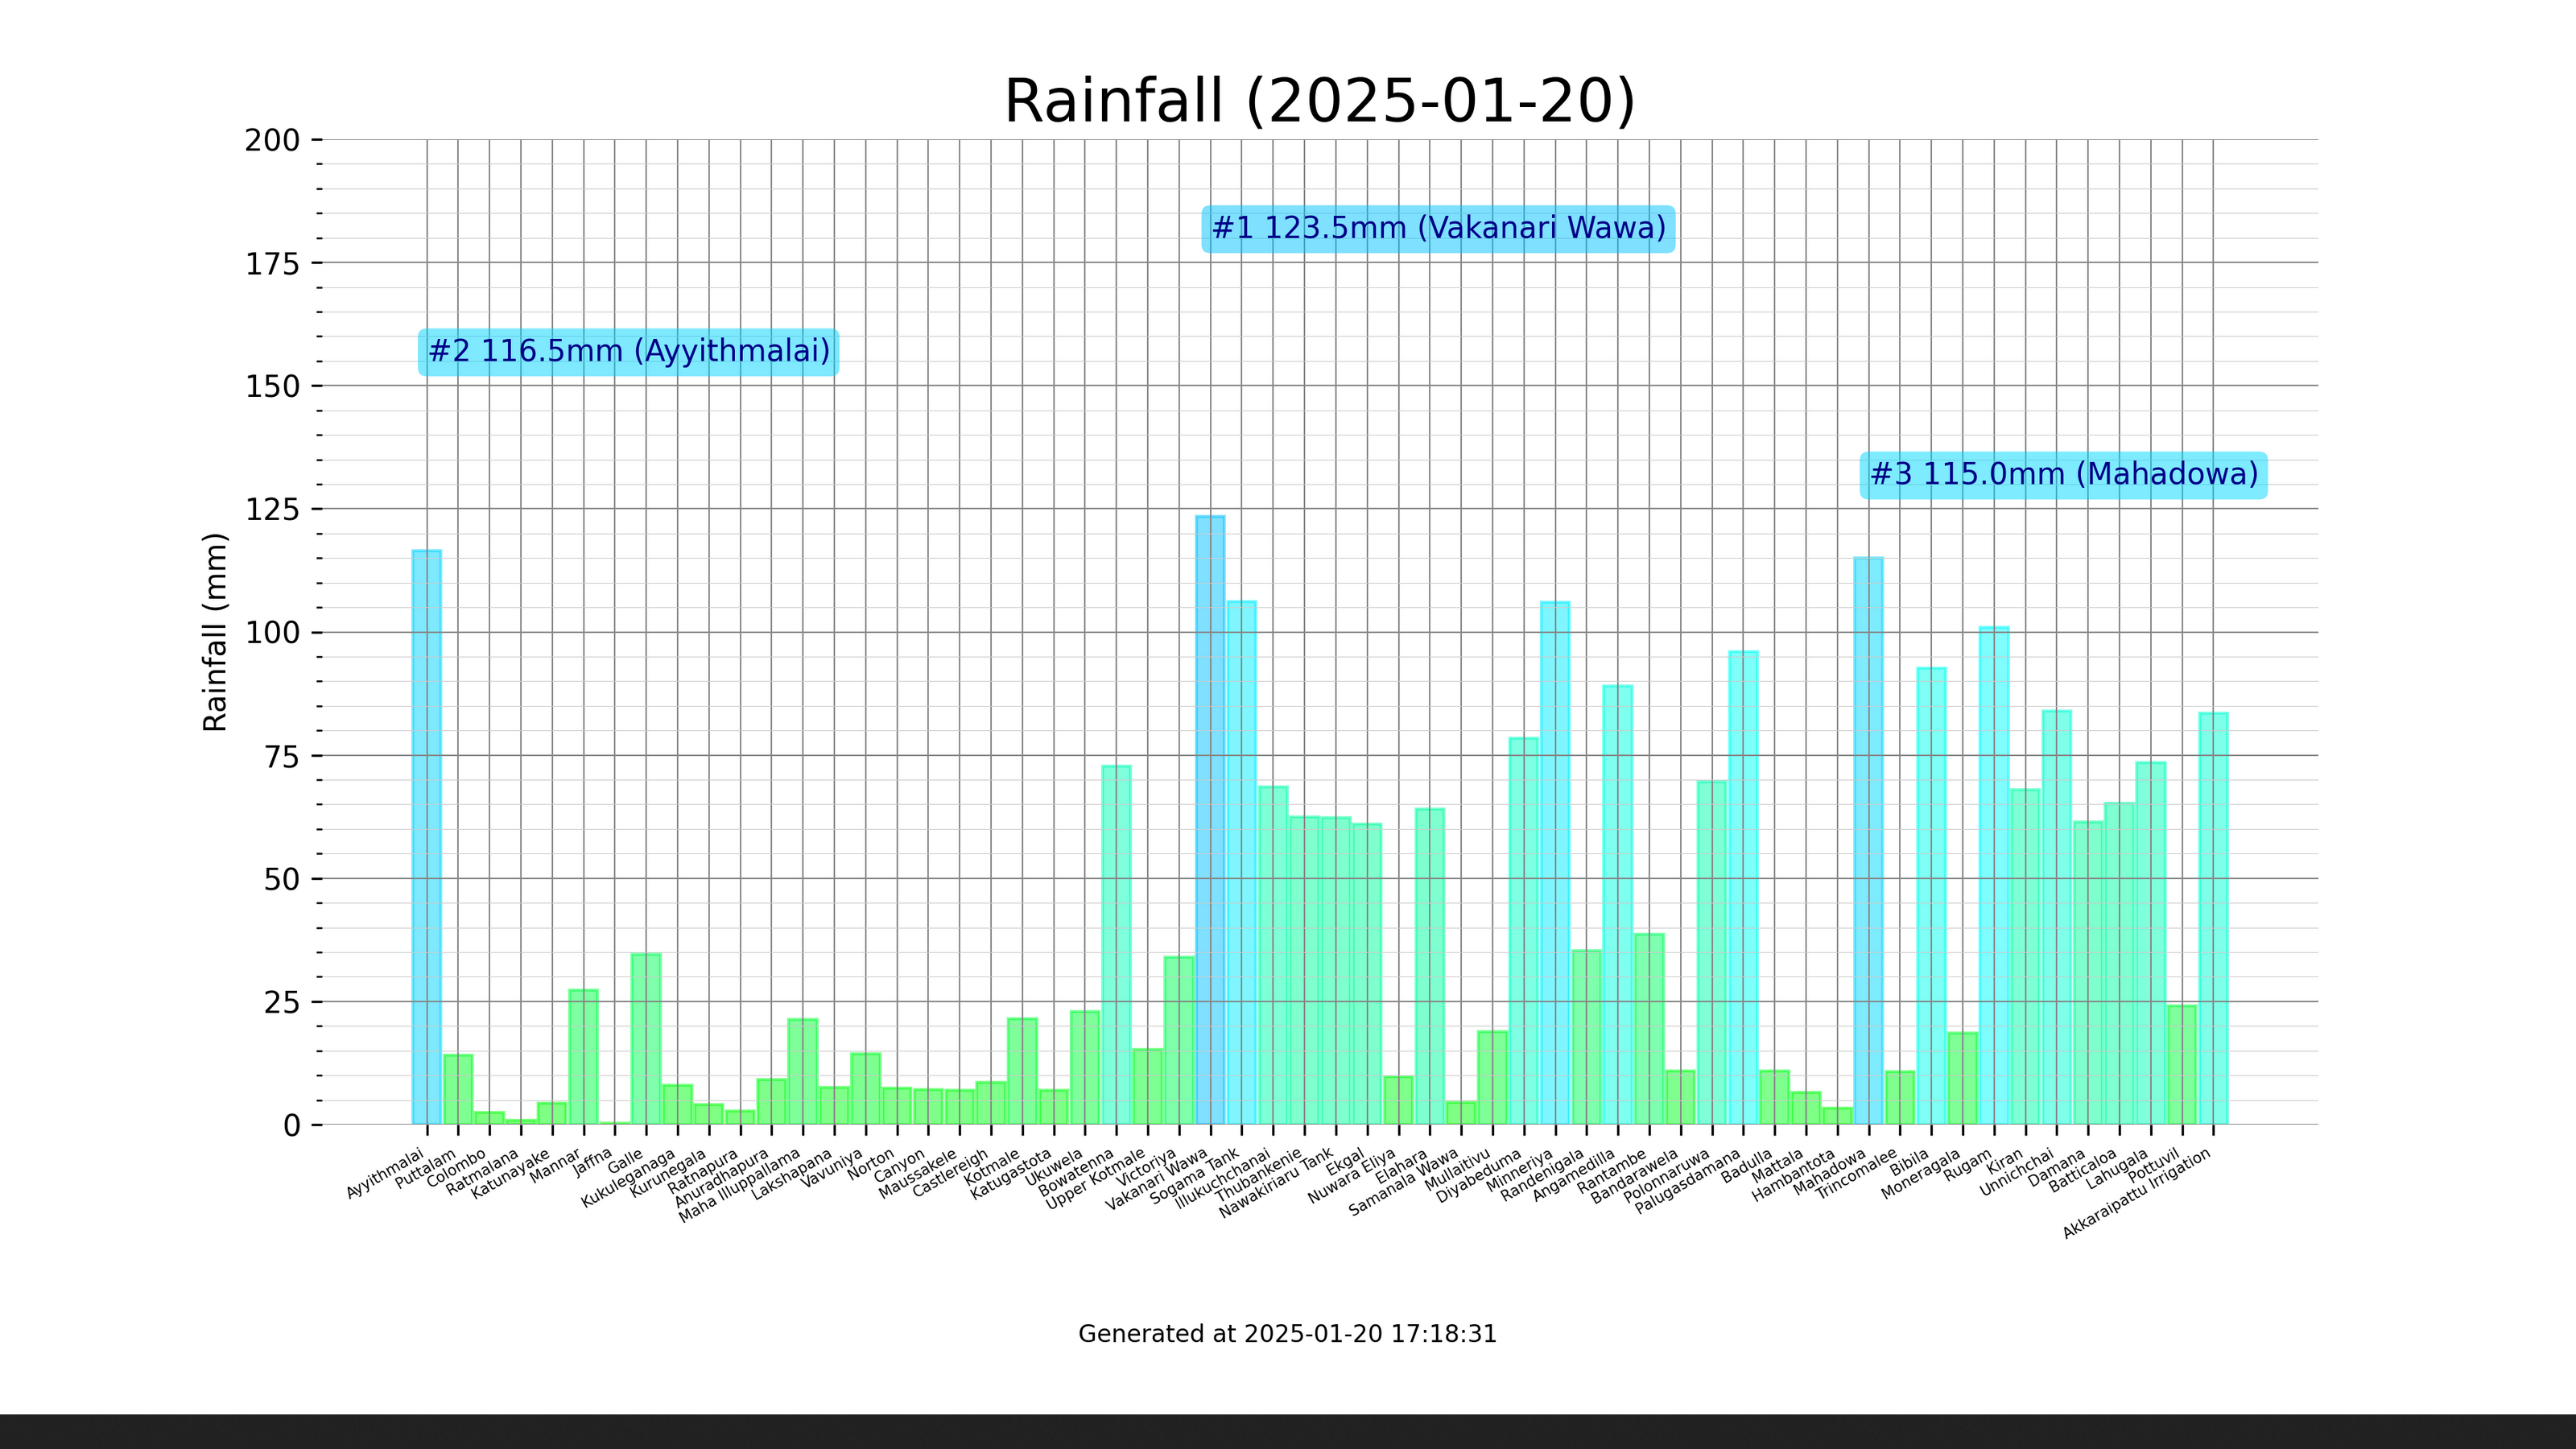 Rainfall (2025-01-20)
200
175
150
125
100
75
50
25
0
Rainfall (mm)
#1 123.5mm (Vakanari Wawa)
#2 116.5mm (Ayyithmalai)
#3 115.0mm (Mahadowa)
Ayyithmalai
Puttalam
Colombo
Ratmalana
Katunayake
Mannar
Jaffna
Galle
Kukuleganaga
Kurunegala
Ratnapura
Anuradhapura
Maha Illuppallama
Lakshapana
Vavuniya
Norton
Canyon
Maussakele
Castlereigh
Kotmale
Katugastota
Ukuwela
Bowatenna
Upper Kotmale
Victoriya
Vakanari Wawa
Sogama Tank
Illukuchchanai
Thubankenie
Nawakiriaru Tank
Ekgal
Nuwara Eliya
Elahara
Samanala Wawa
Mullaitivu
Diyabeduma
Minneriya
Randenigala
Angamedilla
Rantambe
Bandarawela
Polonnaruwa
Palugasdamana
Badulla
Mattala
Hambantota
Mahadowa
Trincomalee
Bibila
Moneragala
Rugam
Kiran
Unnichchai
Damana
Batticaloa
Lahugala
Pottuvil
Akkaraipattu Irrigation
Generated at 2025-01-20 17:18:31